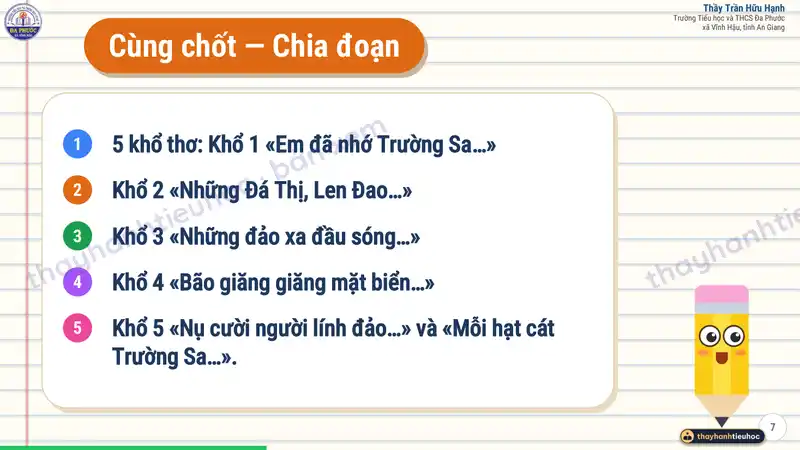 Thầy Trần Hữu Hạnh
Trường Tiểu học và THCS Đa Phước
xã Vĩnh Hậu, tỉnh An Giang
ĐA PHƯỚC
Cùng chốt — Chia đoạn
1 5 khổ thơ: Khổ 1 «Em đã nhớ Trường Sa...»
2 Khổ 2 «Những Đá Thị, Len Đao...»
3 Khổ 3 «Những đảo xa đầu sóng...»
4 Khổ 4 «Bão giăng giăng mặt biển...»
5 Khổ 5 «Nụ cười người lính đảo...» và «Mỗi hạt cát
Trường Sa...».
thayhanhtieuhoc
7